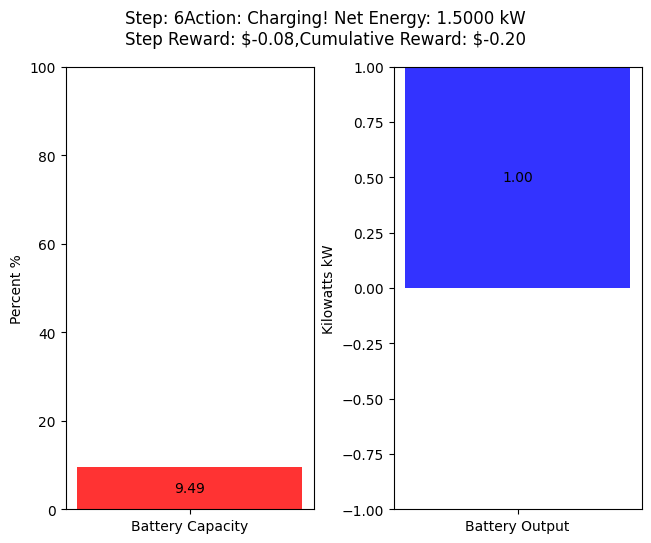 Step: 6Action: Charging! Net Energy: 1.5000 kW
Step Reward: $-0.08,Cumulative Reward: $-0.20
100
80
60
40
20
0
Percent %
9.49
Battery Capacity
1.00
0.75
0.50
0.25
0.00
−0.25
−0.50
−0.75
−1.00
Kilowatts kW
1.00
Battery Output